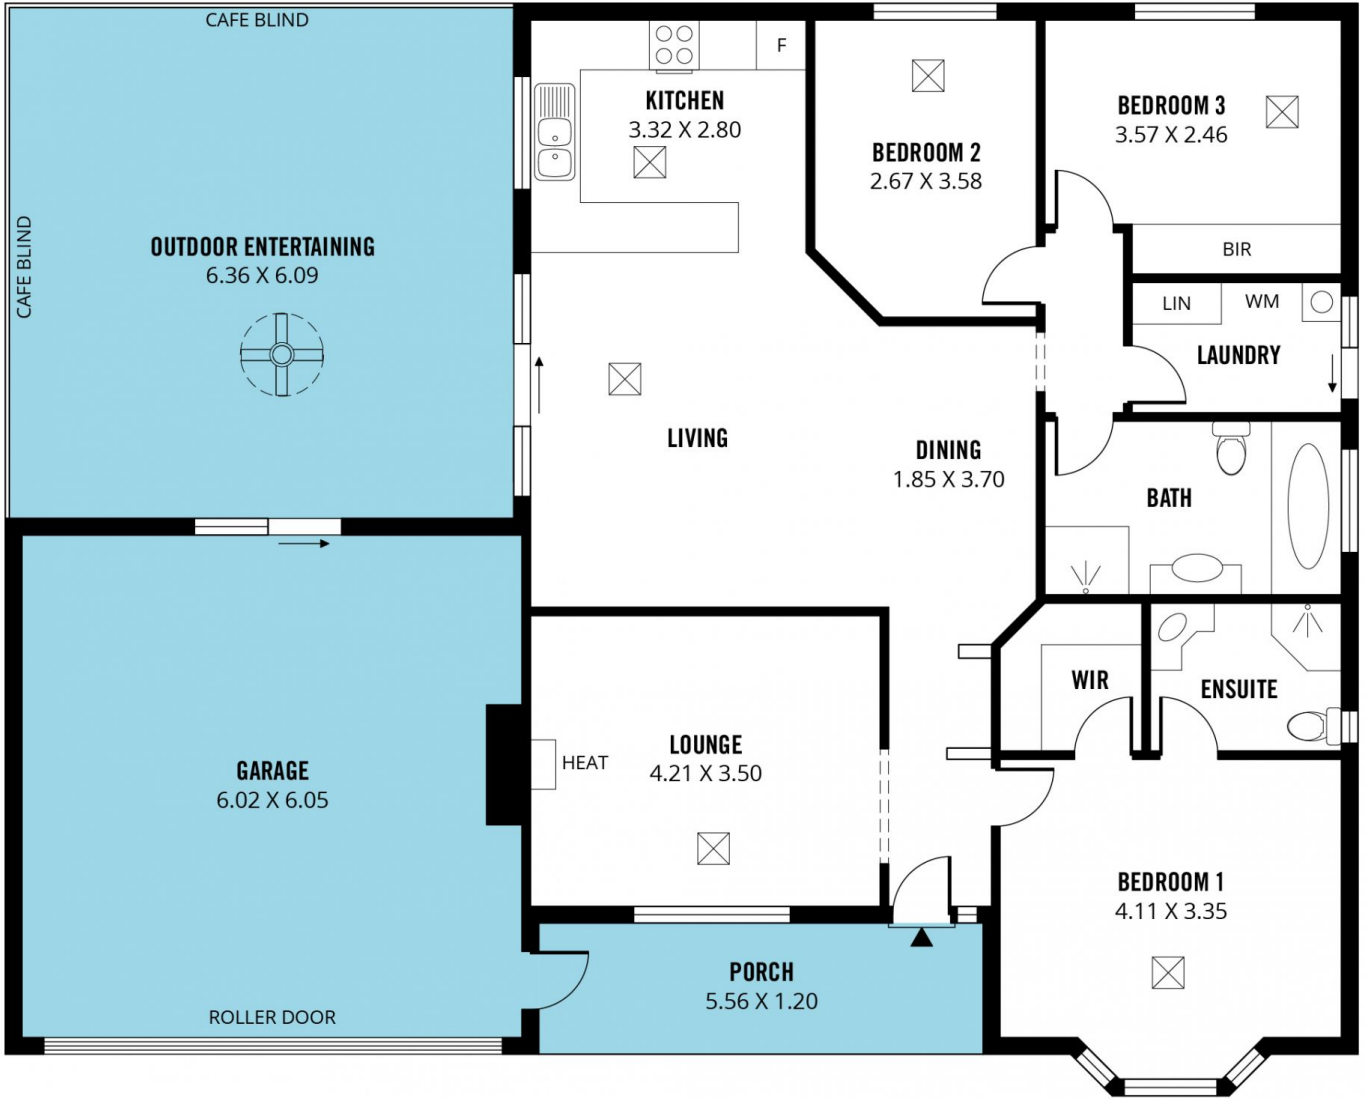 CAFE BLIND
CAFE BLIND
OUTDOOR ENTERTAINING
6.36 X 6.09
KITCHEN
3.32 X 2.80
F
BEDROOM 2
2.67 X 3.58
BEDROOM 3
3.57 X 2.46
BIR
LIN
WM
LAUNDRY
LIVING
DINING
1.85 X 3.70
BATH
WIR
ENSUITE
LOUNGE
4.21 X 3.50
HEAT
GARAGE
6.02 X 6.05
ROLLER DOOR
BEDROOM 1
4.11 X 3.35
PORCH
5.56 X 1.20